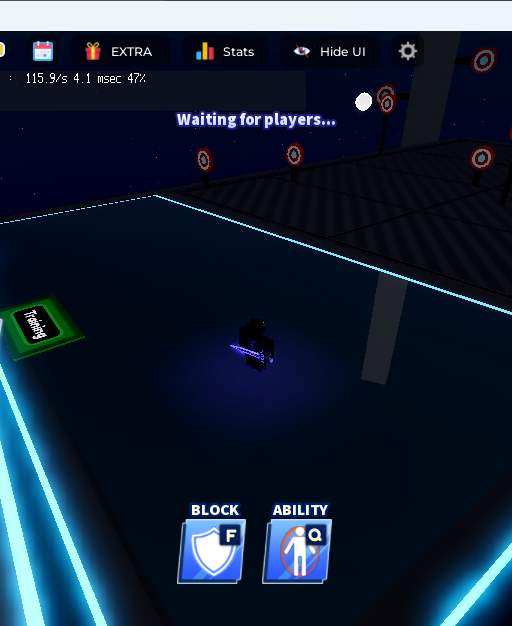 EXTRA
Stats
Hide UI
: 115.9/s 4.1 msec 47%
Waiting for players...
Training
BLOCK
ABILITY
F
Q